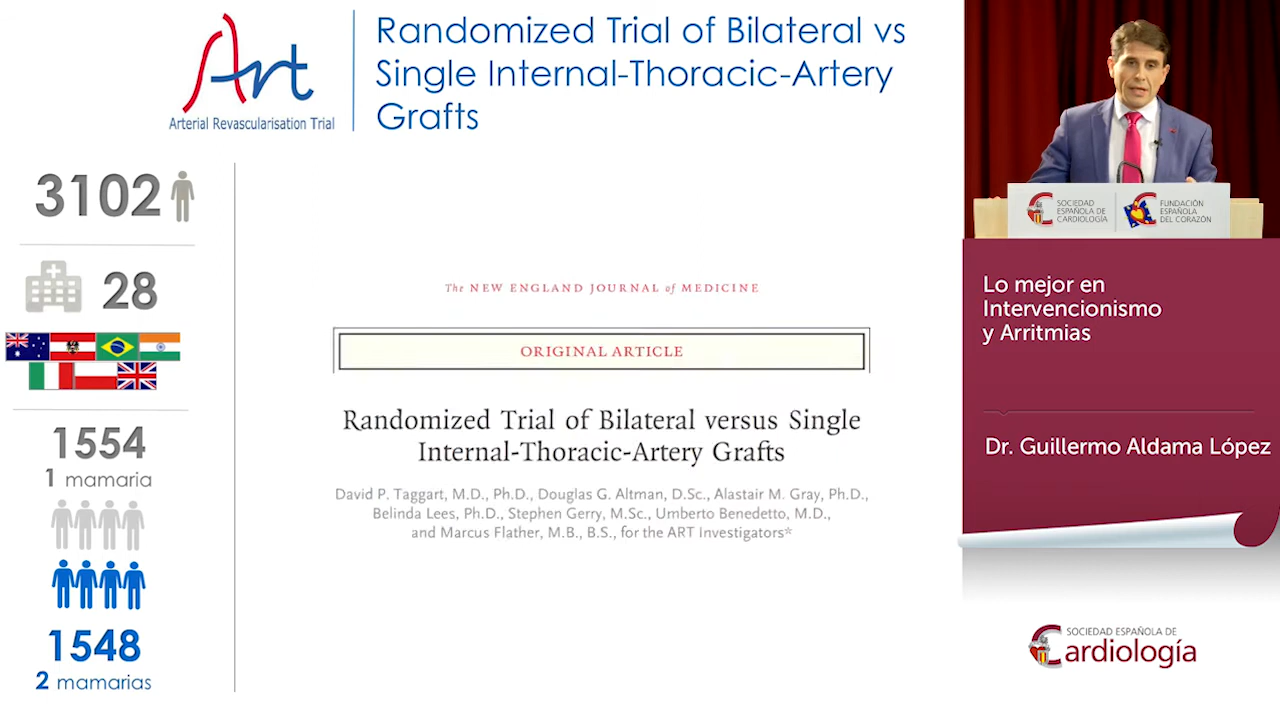 Art
Arterial Revascularisation Trial
Randomized Trial of Bilateral vs
Single Internal-Thoracic-Artery
Grafts
3102
28
1554
1 mamaria
1548
2 mamarias
The NEW ENGLAND JOURNAL of MEDICINE
ORIGINAL ARTICLE
Randomized Trial of Bilateral versus Single
Internal-Thoracic-Artery Grafts
David P. Taggart, M.D., Ph.D., Douglas G. Altman, D.Sc., Alastair M. Gray, Ph.D.,
Belinda Lees, Ph.D., Stephen Gerry, M.Sc., Umberto Benedetto, M.D.,
and Marcus Flather, M.B., B.S., for the ART Investigators*
SOCIEDAD
ESPAÑOLA DE
CARDIOLOGÍA
FUNDACIÓN
ESPAÑOLA
DEL CORAZÓN
Lo mejor en
Intervencionismo
y Arritmias
Dr. Guillermo Aldama López
SOCIEDAD ESPAÑOLA DE
Cardiología